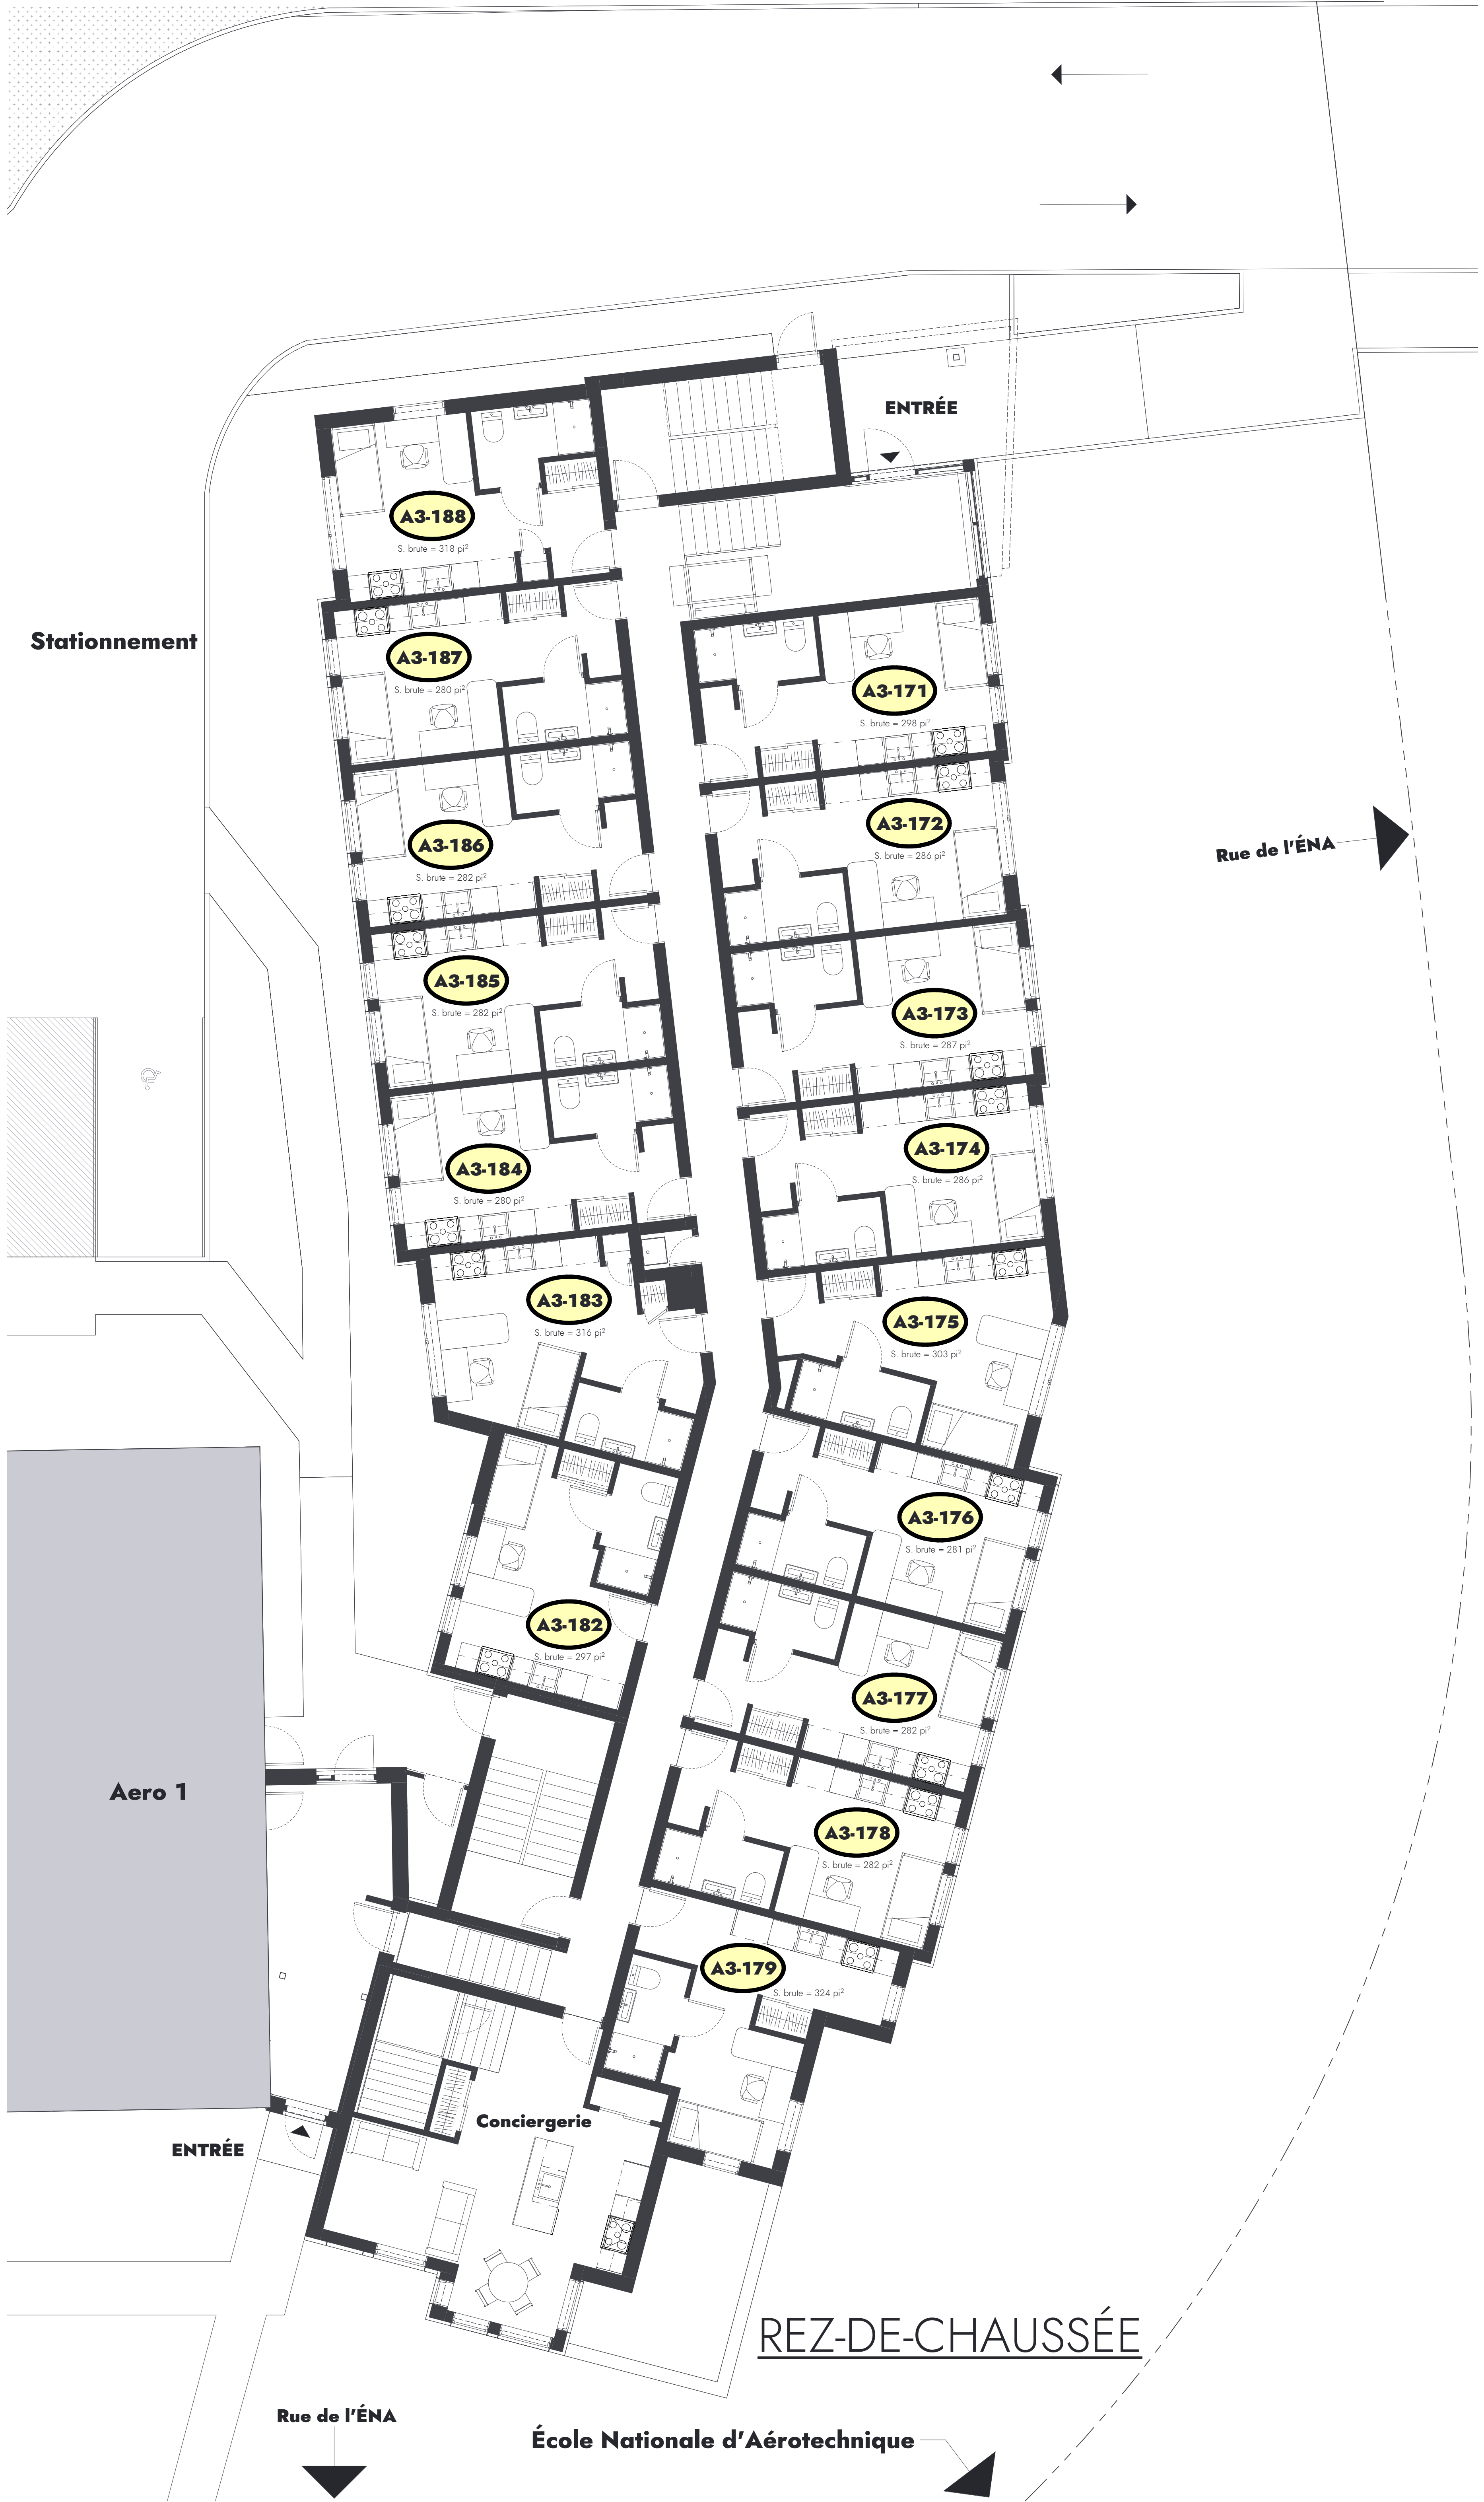 ENTRÉE
A3-188
S. brute = 318 pi²
Stationnement
A3-187
S. brute = 280 pi²
A3-171
S. brute = 298 pi²
A3-186
S. brute = 282 pi²
A3-172
S. brute = 286 pi²
Rue de l'ÉNA
A3-185
S. brute = 282 pi²
A3-173
S. brute = 287 pi²
A3-184
S. brute = 280 pi²
A3-174
S. brute = 286 pi²
A3-183
S. brute = 316 pi²
A3-175
S. brute = 303 pi²
A3-176
S. brute = 281 pi²
A3-182
S. brute = 297 pi²
A3-177
S. brute = 282 pi²
Aero 1
A3-178
S. brute = 282 pi²
A3-179
S. brute = 324 pi²
Conciergerie
ENTRÉE
REZ-DE-CHAUSSÉE
Rue de l'ÉNA
École Nationale d'Aérotechnique